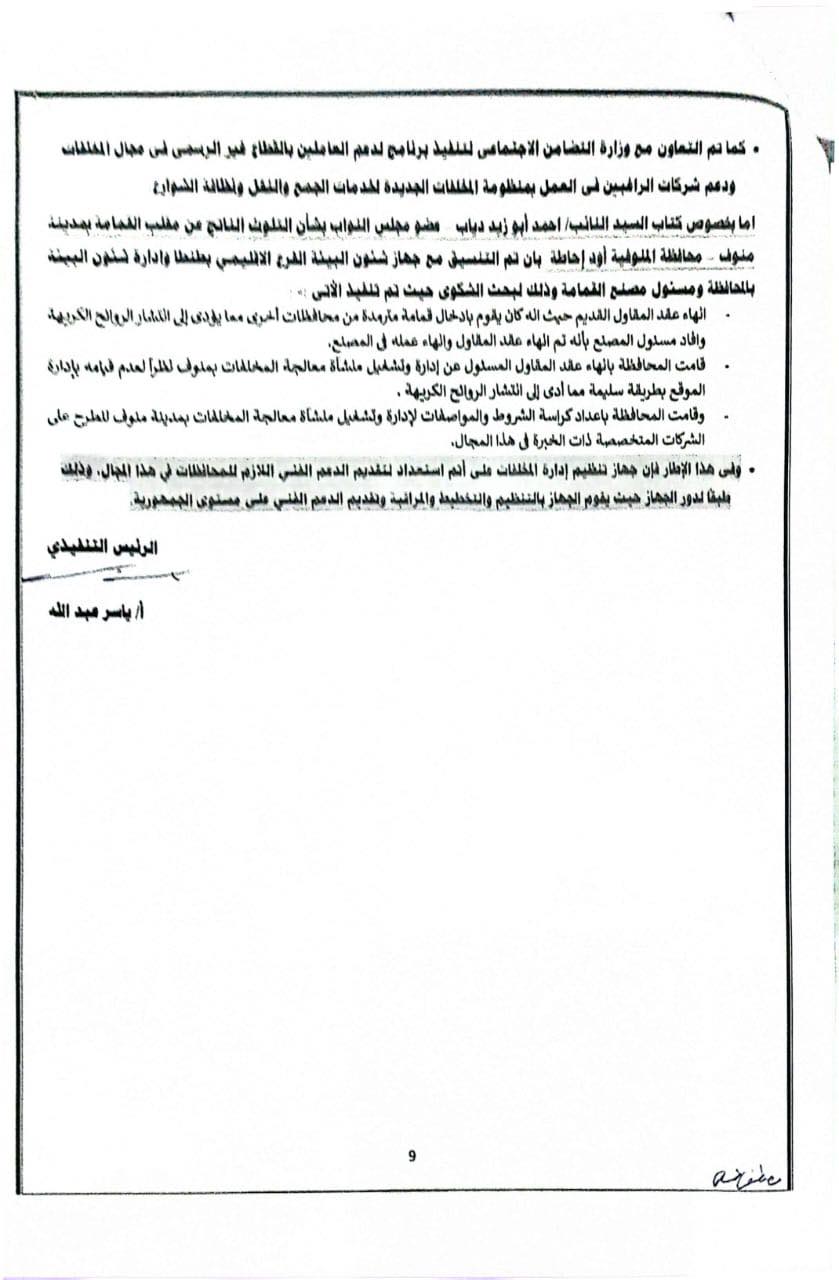 • كما تم التعاون مع وزارة التضامن الاجتماعى لتنفيذ برنامج لدعم العاملين بالقطاع غير الرسمى فى مجال المخلفات
ودعم شركات الراغبين فى العمل بمنظومة المخلفات الجديدة لخدمات الجمع والنقل ونظافة الشوارع
اما بخصوص كتاب السيد النائب/ احمد أبو زيد دياب - عضو مجلس النواب بشأن التلوث الناتج عن مقلب القمامة بمدينة
منوف - محافظة المنوفية أود إحاطة بان تم التنسيق مع جهاز شئون البيئة الفرع الاقليمي بطنطا وادارة شئون البيئة
بالمحافظة ومسئول مصنع القمامة وذلك لبحث الشكوى حيث تم تنفيذ الأتى :-
- انهاء عقد المقاول القديم حيث انه كان يقوم بإدخال قمامة مترمدة من محافظات أخرى مما يؤدى إلى انتشار الروائح الكريهة
وافاد مسئول المصنع بأنه تم انهاء عقد المقاول وانهاء عمله فى المصنع.
- قامت المحافظة بانهاء عقد المقاول المسئول عن إدارة وتشغيل منشأة معالجة المخلفات بمنوف نظراً لعدم قيامه بإدارة
الموقع بطريقة سليمة مما أدى إلى انتشار الروائح الكريهة .
- وقامت المحافظة باعداد كراسة الشروط والمواصفات لإدارة وتشغيل منشأة معالجة المخلفات بمدينة منوف للطرح على
الشركات المتخصصة ذات الخبرة فى هذا المجال.
• وفى هذا الإطار فإن جهاز تنظيم إدارة المخلفات على أتم استعداد لتقديم الدعم الفني اللازم للمحافظات في هذا المجال. وذلك
طبقا لدور الجهاز حيث يقوم الجهاز بالتنظيم والتخطيط والمراقبة وتقديم الدعم الفني على مستوى الجمهورية.
الرئيس التنفيذي
أ/ ياسر عبد الله
9